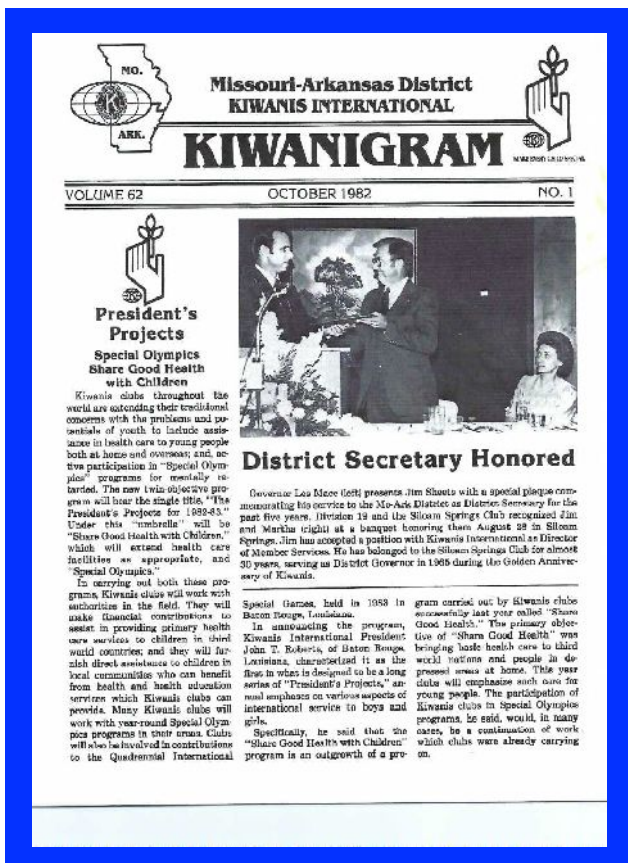 MO.
ARK.
Missouri-Arkansas District
KIWANIS INTERNATIONAL
KIWANIGRAM
VOLUME 62
OCTOBER 1982
NO. 1
President's
Projects
Special Olympics
Share Good Health
with Children
Kiwanis clubs throughout the
world are extending their traditional
concerns with the problems and po-
tentials of youth to include assis-
tance in health care to young people
both at home and overseas; and, ac-
tive participation in "Special Olym-
pics" programs for mentally re-
tarded. The new twin-objective pro-
gram will bear the single title, "The
President's Projects for 1982-83."
Under this "umbrella" will be
"Share Good Health with Children,"
which will extend health care
facilities as appropriate, and
"Special Olympics."
In carrying out both these pro-
grams, Kiwanis clubs will work with
authorities in the field. They will
make financial contributions to
assist in providing primary health
care services to children in third
world countries; and they will fur-
nish direct assistance to children in
local communities who can benefit
from health and health education
services which Kiwanis clubs can
provide. Many Kiwanis clubs will
work with year-round Special Olym-
pics programs in their areas. Clubs
will also be involved in contributions
to the Quadrennial International
District Secretary Honored
Governor Les Mace (left) presents Jim Sheets with a special plaque com-
memorating his service to the Mo-Ark District as District Secretary for the
past five years. Division 19 and the Siloam Springs Club recognized Jim
and Martha (right) at a banquet honoring them August 28 in Siloam
Springs. Jim has accepted a position with Kiwanis International as Director
of Member Services. He has belonged to the Siloam Springs Club for almost
30 years, serving as District Governor in 1965 during the Golden Anniver-
sary of Kiwanis.
Special Games, held in 1983 in
Baton Rouge, Louisiana.
In announcing the program,
Kiwanis International President
John T. Roberts, of Baton Rouge,
Louisiana, characterized it as the
first in what is designed to be a long
series of "President's Projects," an-
nual emphases on various aspects of
international service to boys and
girls.
Specifically, he said that the
"Share Good Health with Children"
program is an outgrowth of a pro-
gram carried out by Kiwanis clubs
successfully last year called "Share
Good Health." The primary objec-
tive of "Share Good Health" was
bringing basic health care to third
world nations and people in de-
pressed areas at home. This year
clubs will emphasize such care for
young people. The participation of
Kiwanis clubs in Special Olympics
programs, he said, would, in many
cases, be a continuation of work
which clubs were already carrying
on.